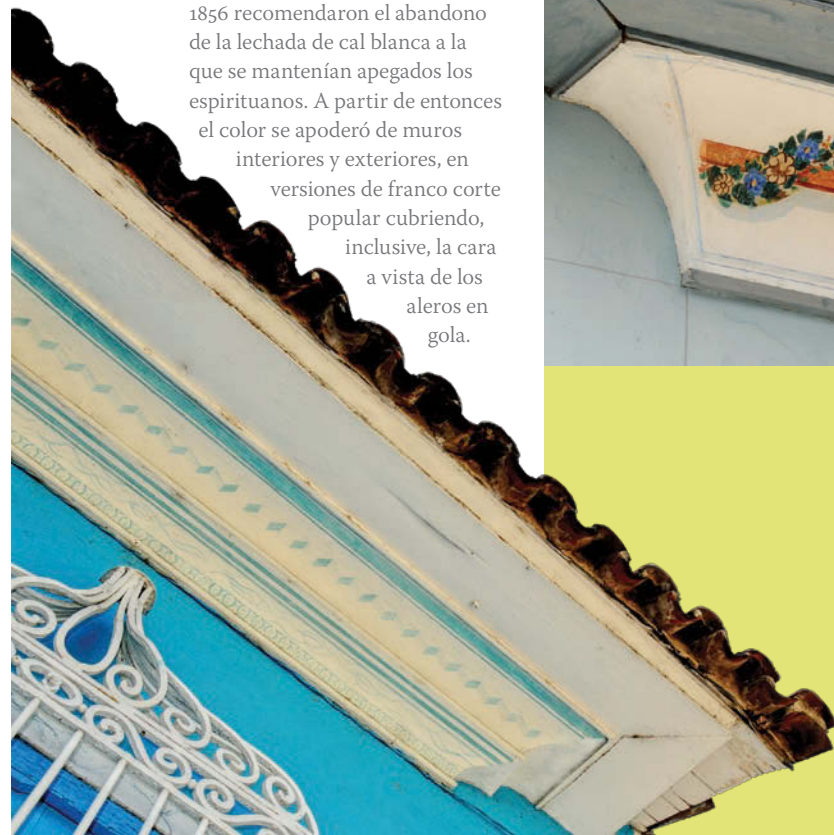 1856 recomendaron el abandono
de la lechada de cal blanca a la
que se mantenían apegados los
espirituanos. A partir de entonces
el color se apoderó de muros
interiores y exteriores, en
versiones de franco corte
popular cubriendo,
inclusive, la cara
a vista de los
aleros en
gola.